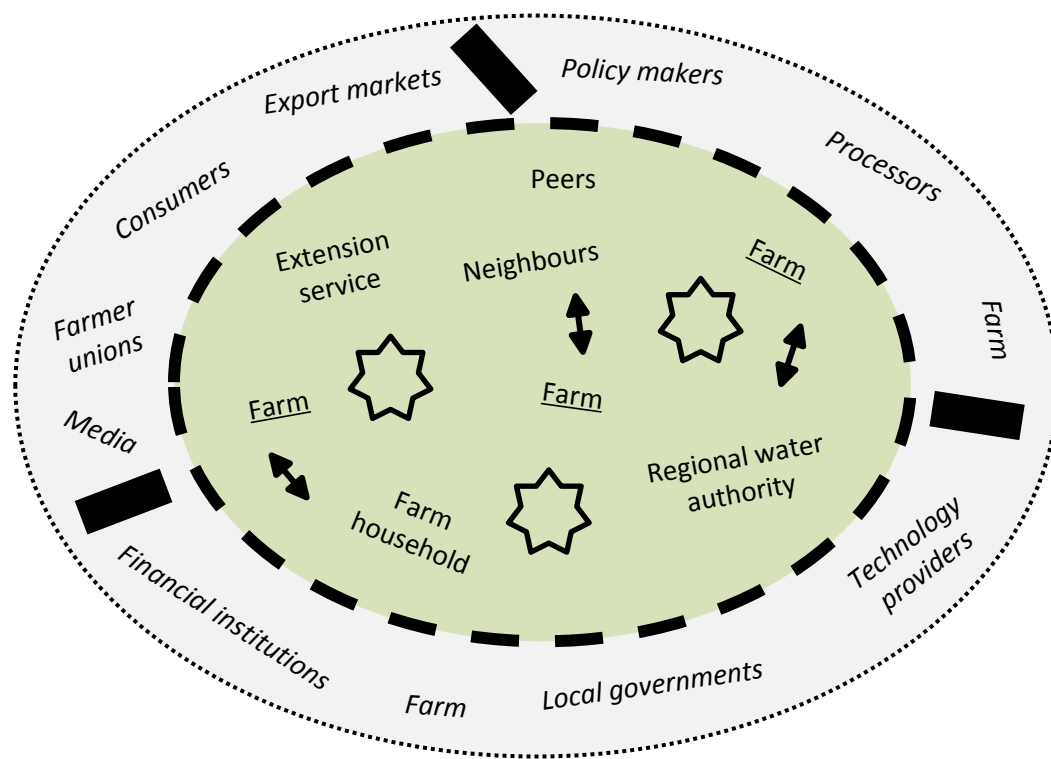 Export markets
Policy makers
Consumers
Processors
Peers
Extension
service
Neighbours
Farm
Farmer
unions
Farm
Farm
Farm
Media
Regional water
authority
Farm
household
Technology
providers
Financial institutions
Local governments
Farm